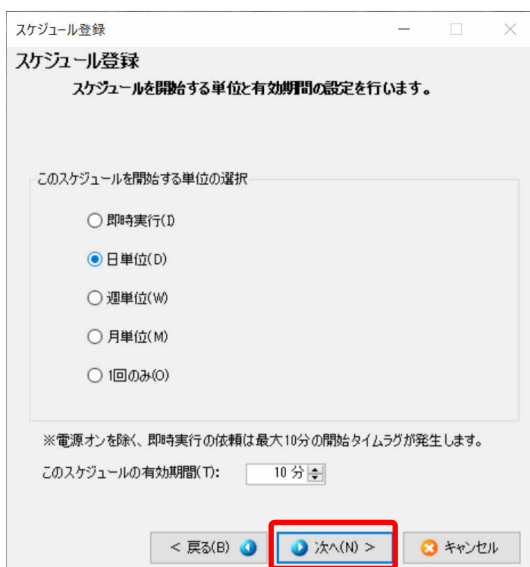 スケジュール登録
スケジュール登録
スケジュールを開始する単位と有効期間の設定を行います。
このスケジュールを開始する単位の選択
即時実行(I)
日単位(D)
週単位(W)
月単位(M)
1回のみ(O)
※電源オンを除く、即時実行の依頼は最大10分の開始タイムラグが発生します。
このスケジュールの有効期間(T): 10 分
< 戻る(B) 次へ(N) > キャンセル